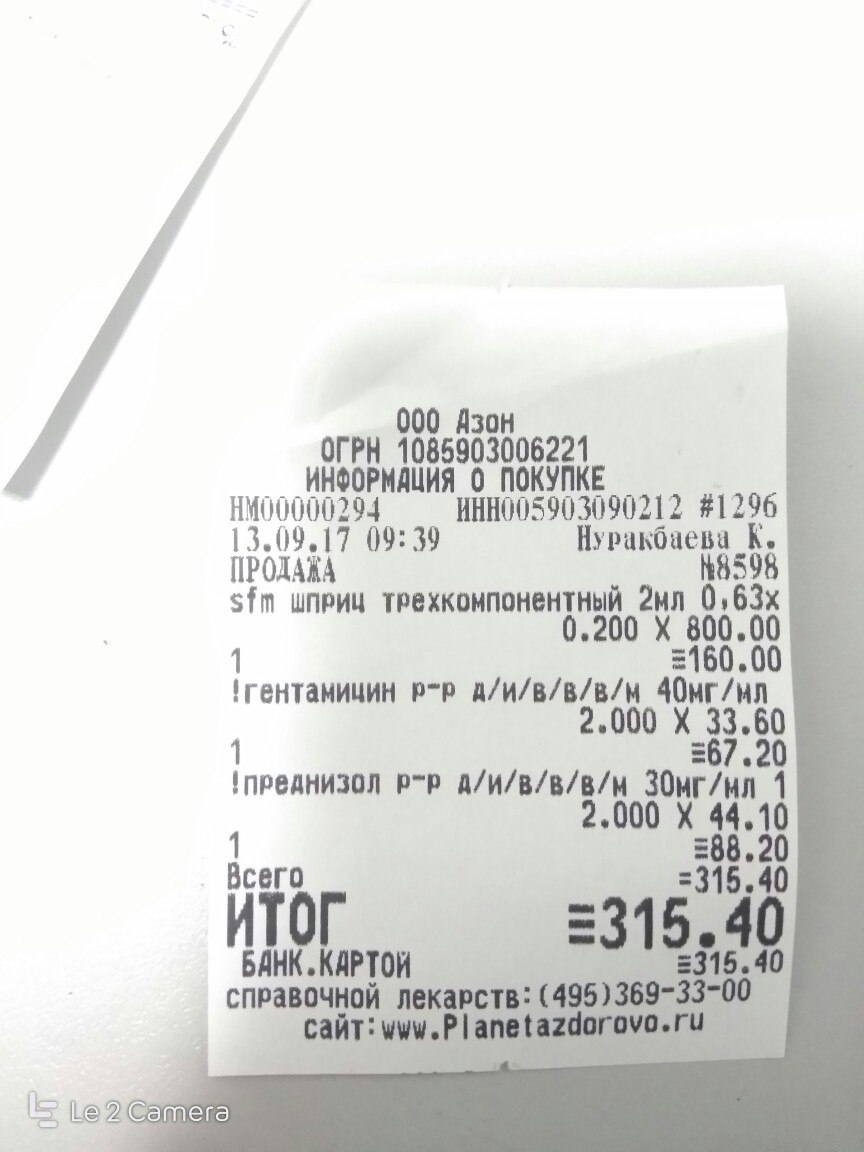 ООО Азон
ОГРН 1085903006221
ИНФОРМАЦИЯ О ПОКУПКЕ
НМ00000294 ИНН005903090212 #1296
13.09.17 09:39 Нуракбаева К.
ПРОДАЖА №8598
sfm шприц трехкомпонентный 2мл 0,63х
0.200 X 800.00
1 ≡160.00
!гентамицин р-р д/и/в/в/в/м 40мг/мл
2.000 X 33.60
1 ≡67.20
!преднизол р-р д/и/в/в/в/м 30мг/мл 1
2.000 X 44.10
1 ≡88.20
Всего =315.40
ИТОГ ≡315.40
БАНК.КАРТОЙ ≡315.40
справочной лекарств:(495)369-33-00
сайт:www.Planetazdorovo.ru
Le 2 Camera